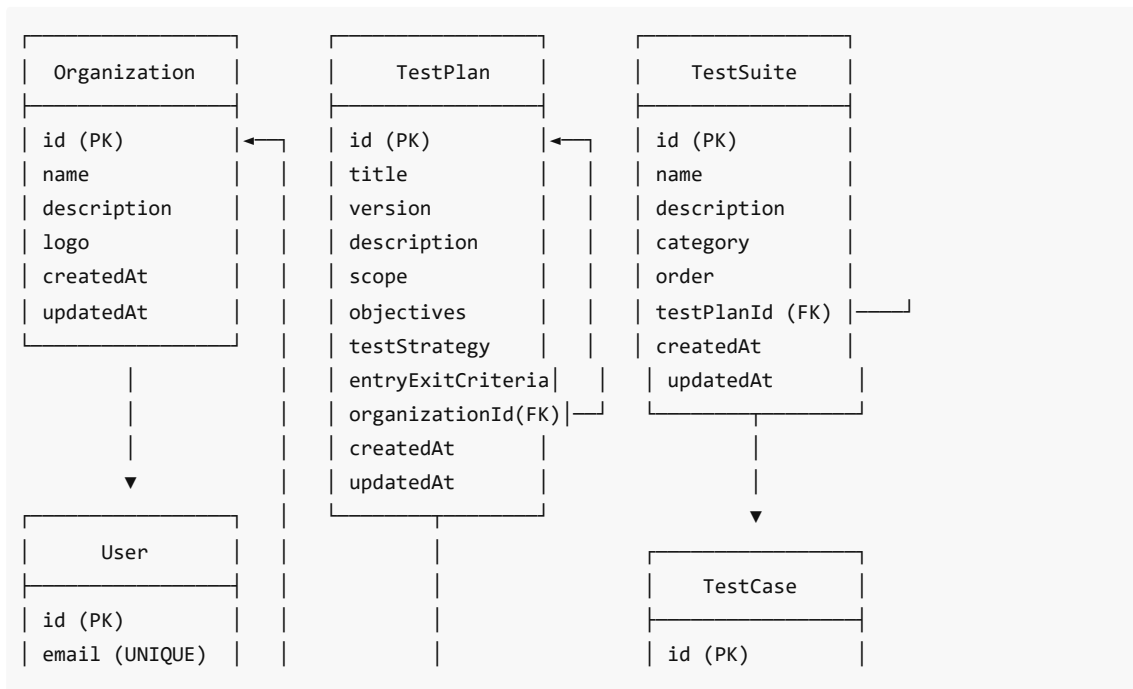 Organization TestPlan TestSuite
id (PK) id (PK) id (PK)
name title name
description version description
logo description category
createdAt scope order
updatedAt objectives testPlanId (FK)
testStrategy createdAt
entryExitCriteria updatedAt
organizationId(FK)
createdAt
updatedAt
User
TestCase
id (PK)
email (UNIQUE) id (PK)